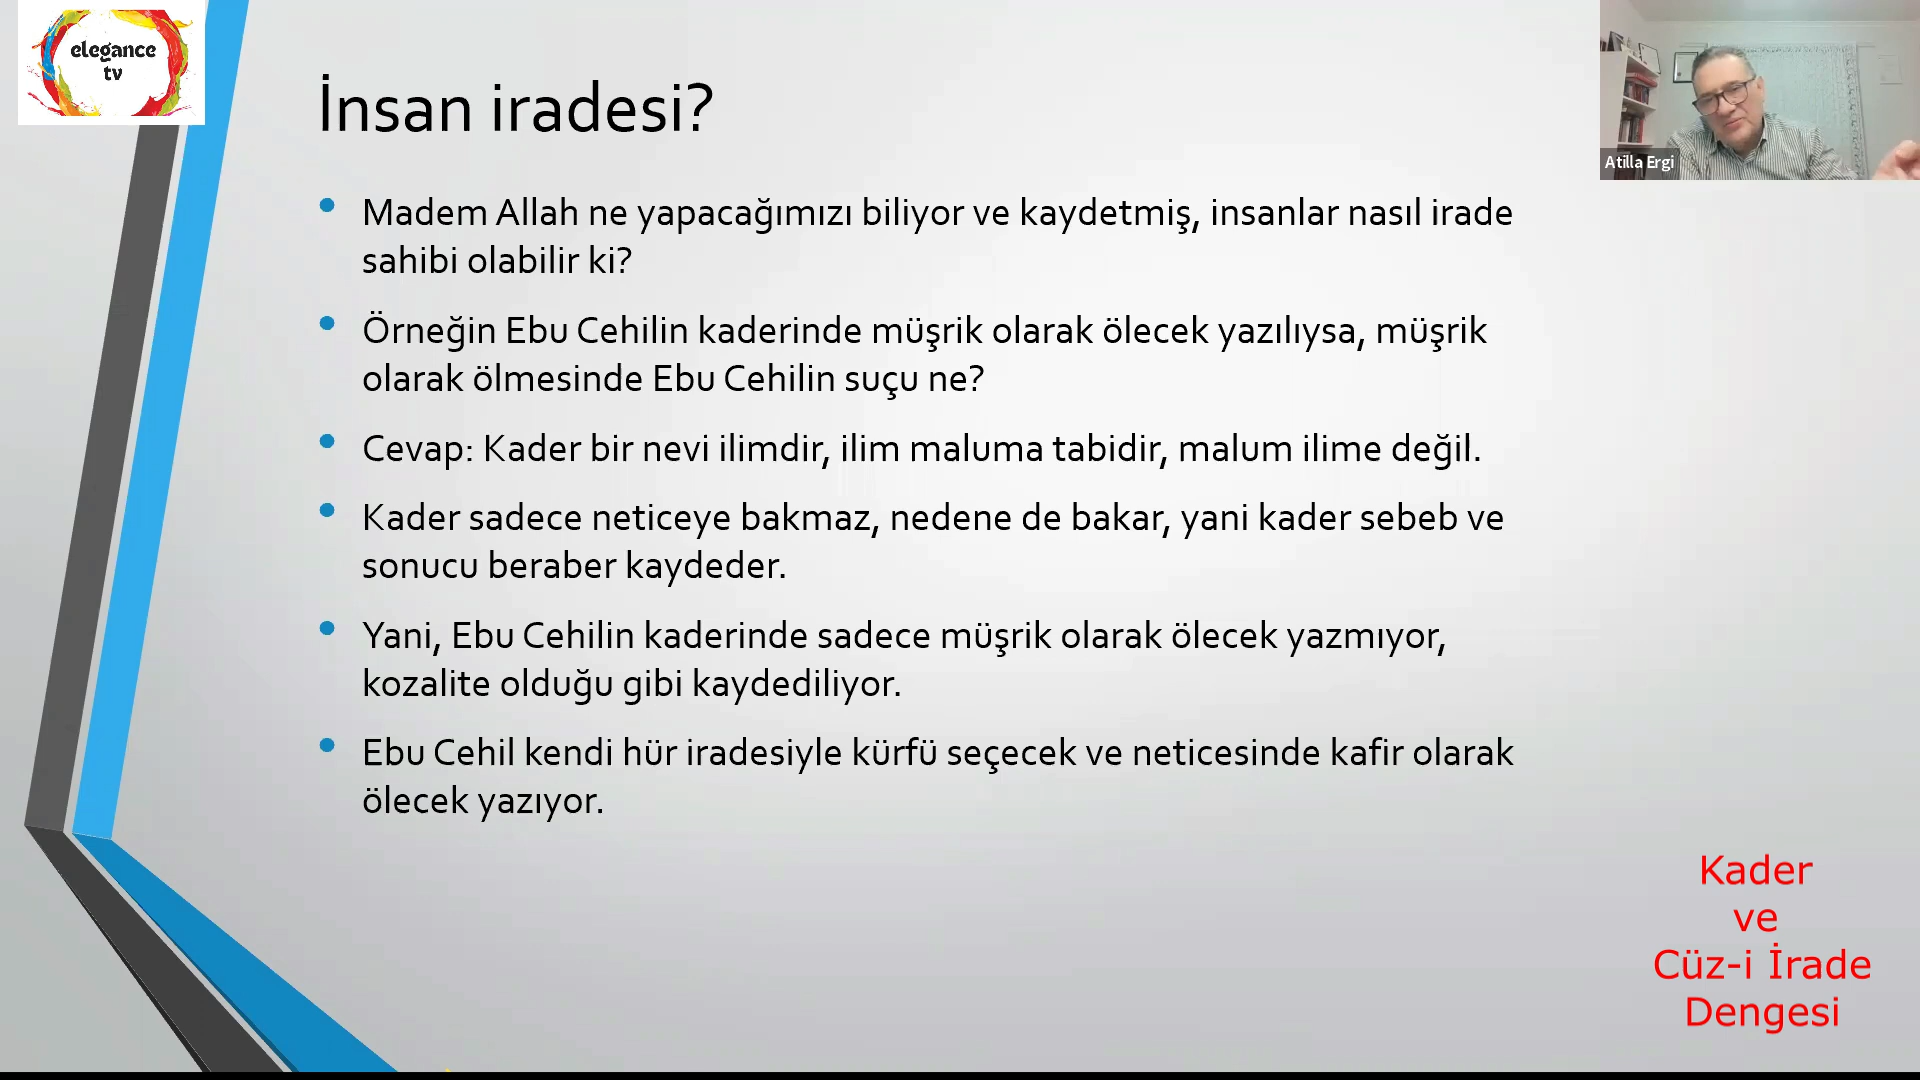 elegance
tv
İnsan iradesi?
Atilla Ergi
• Madem Allah ne yapacağımızı biliyor ve kaydetmiş, insanlar nasıl irade
sahibi olabilir ki?
• Örneğin Ebu Cehilin kaderinde müşrik olarak ölecek yazılıysa, müşrik
olarak ölmesinde Ebu Cehilin suçu ne?
• Cevap: Kader bir nevi ilimdir, ilim maluma tabidir, malum ilime değil.
• Kader sadece neticeye bakmaz, nedene de bakar, yani kader sebeb ve
sonucu beraber kaydeder.
• Yani, Ebu Cehilin kaderinde sadece müşrik olarak ölecek yazmıyor,
kozalite olduğu gibi kaydediliyor.
• Ebu Cehil kendi hür iradesiyle kürfü seçecek ve neticesinde kafir olarak
ölecek yazıyor.
Kader
ve
Cüz-i İrade
Dengesi